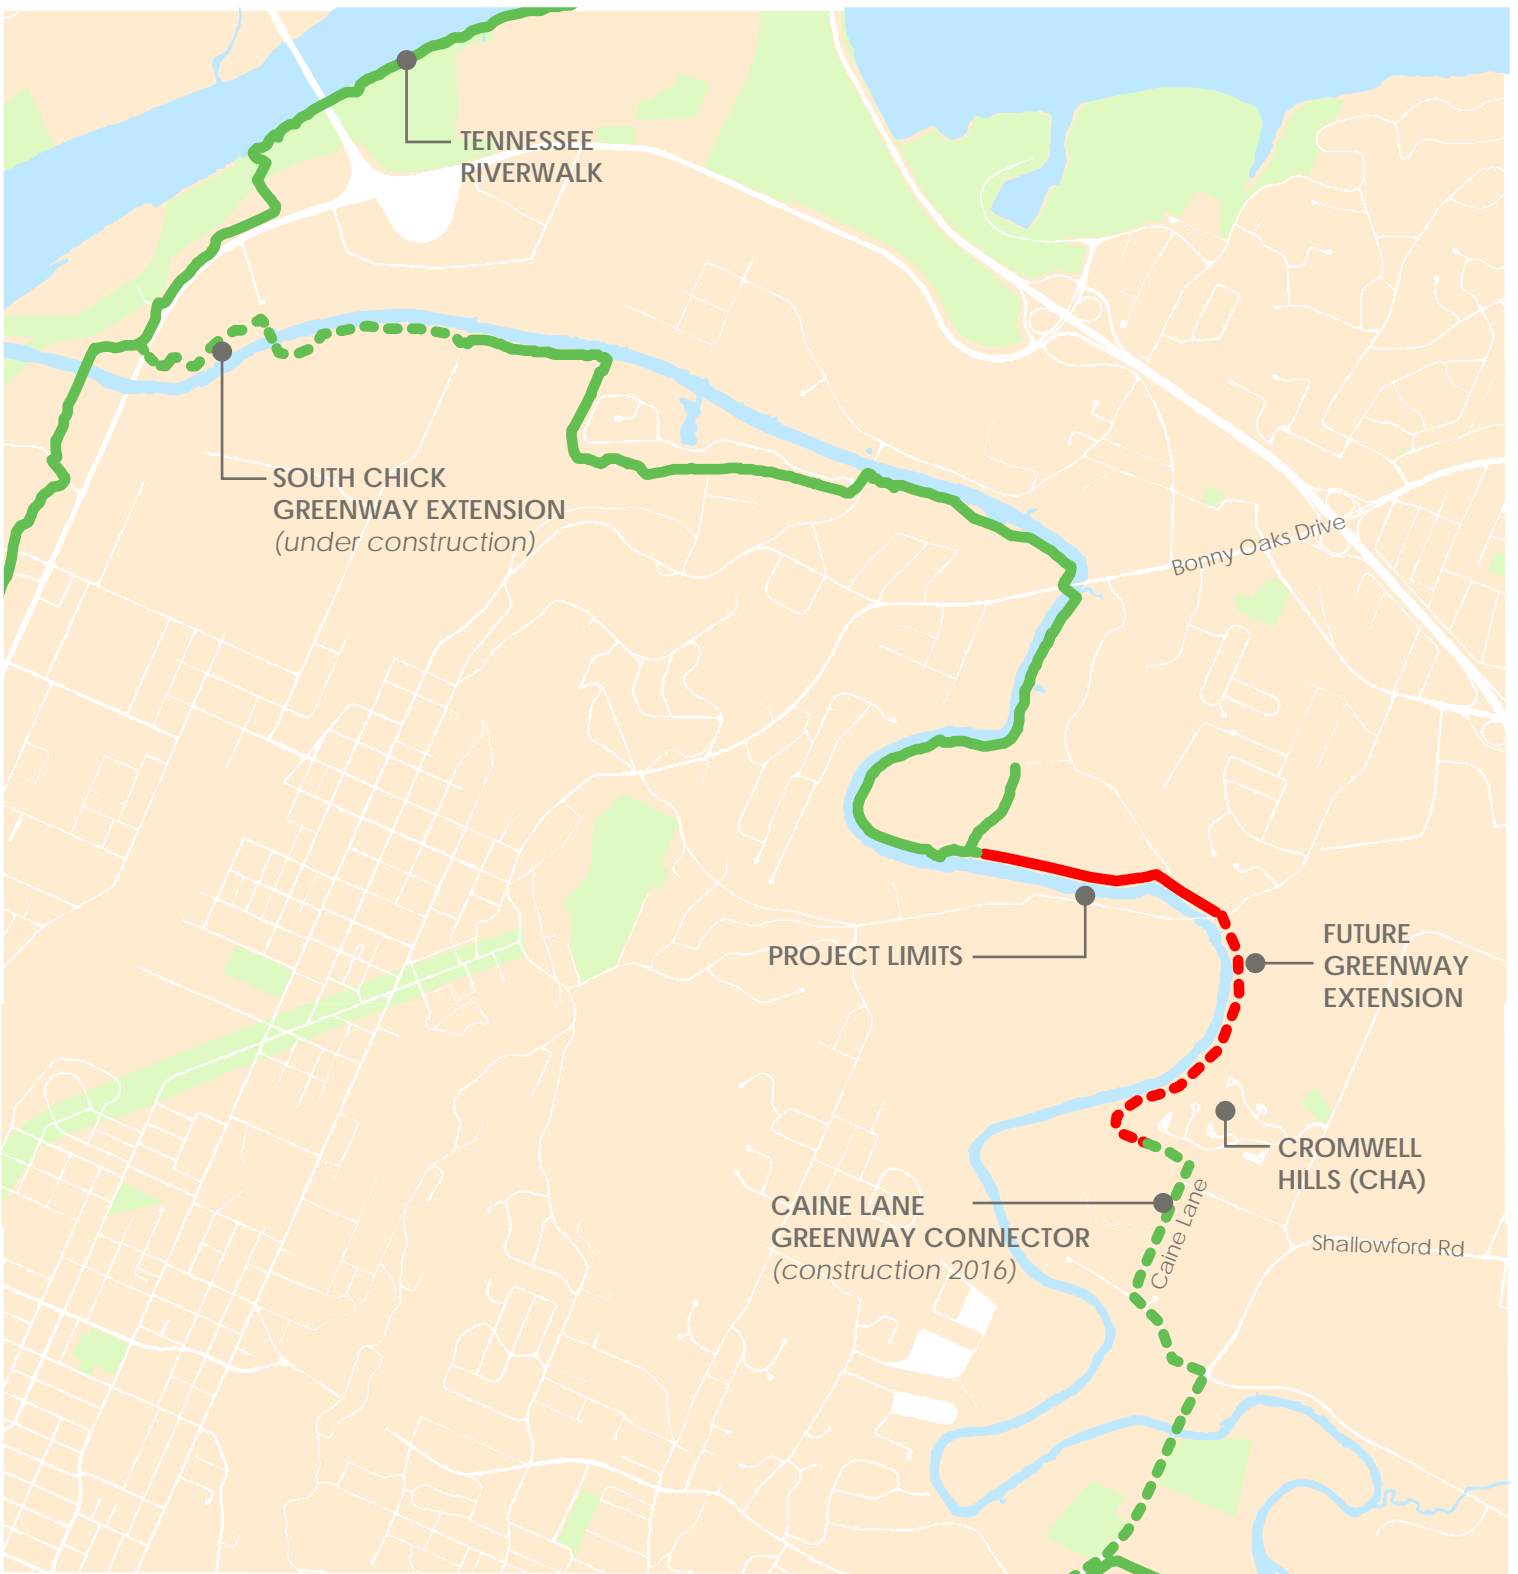 TENNESSEE
RIVERWALK
SOUTH CHICK
GREENWAY EXTENSION
(under construction)
Bonny Oaks Drive
PROJECT LIMITS
FUTURE
GREENWAY
EXTENSION
CROMWELL
HILLS (CHA)
CAINE LANE
GREENWAY CONNECTOR
(construction 2016)
Caine Lane
Shallowford Rd